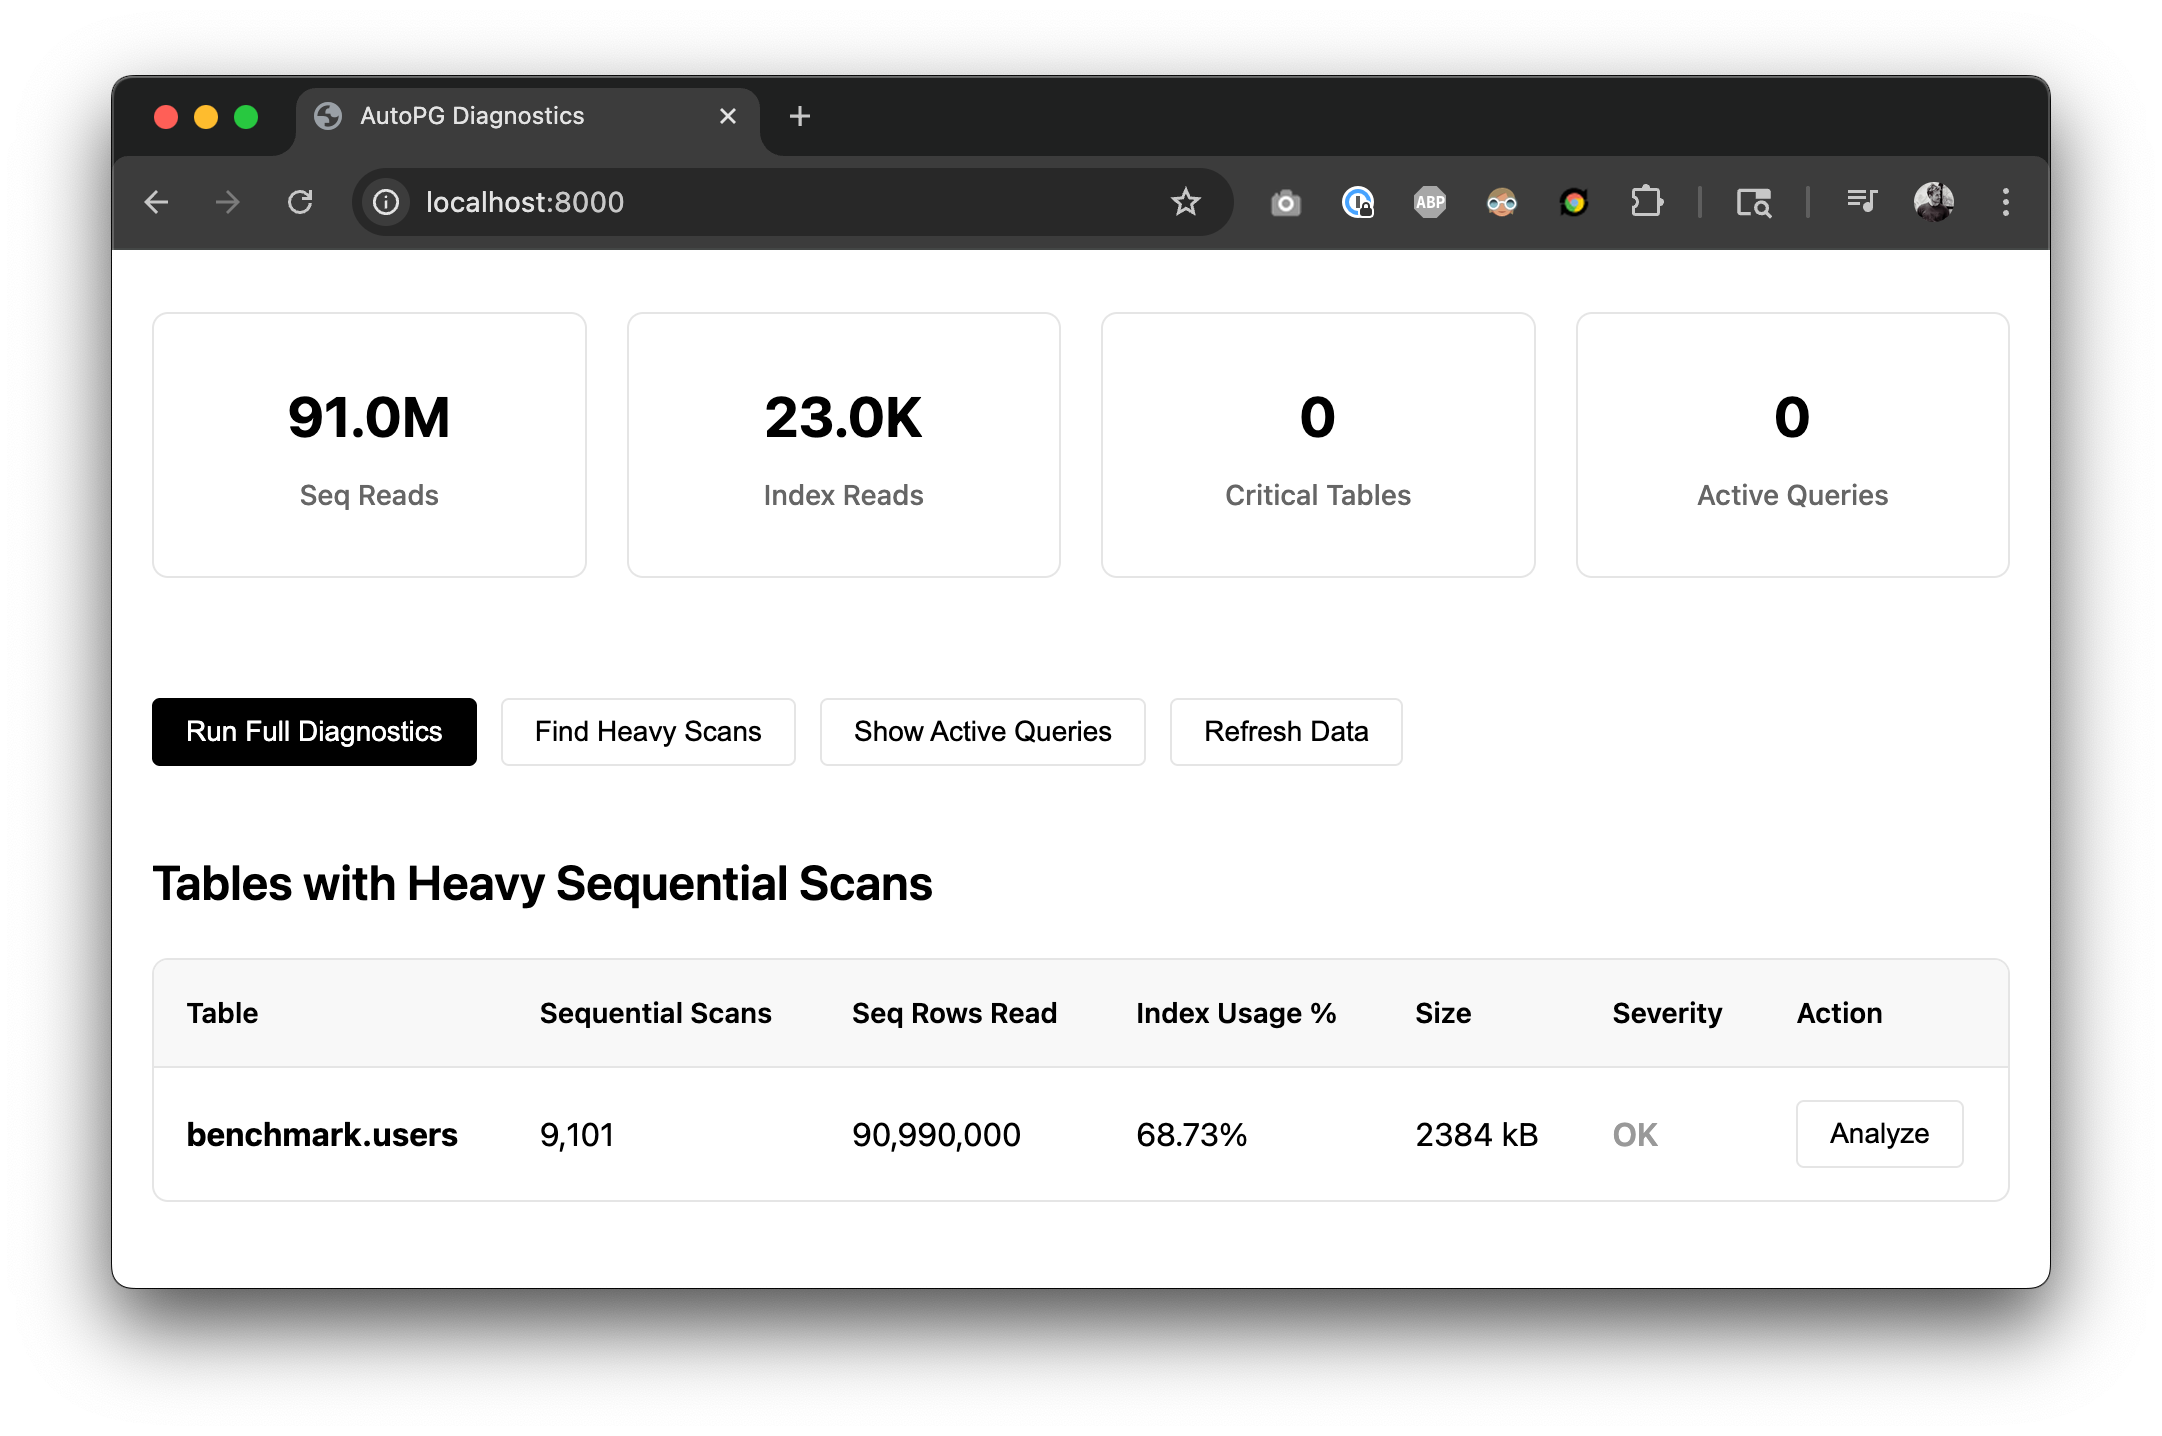 AutoPG Diagnostics
localhost:8000
ABP
91.0M
Seq Reads
23.0K
Index Reads
0
Critical Tables
0
Active Queries
Run Full Diagnostics
Find Heavy Scans
Show Active Queries
Refresh Data
Tables with Heavy Sequential Scans
Table Sequential Scans Seq Rows Read Index Usage % Size Severity Action
benchmark.users 9,101 90,990,000 68.73% 2384 kB OK Analyze